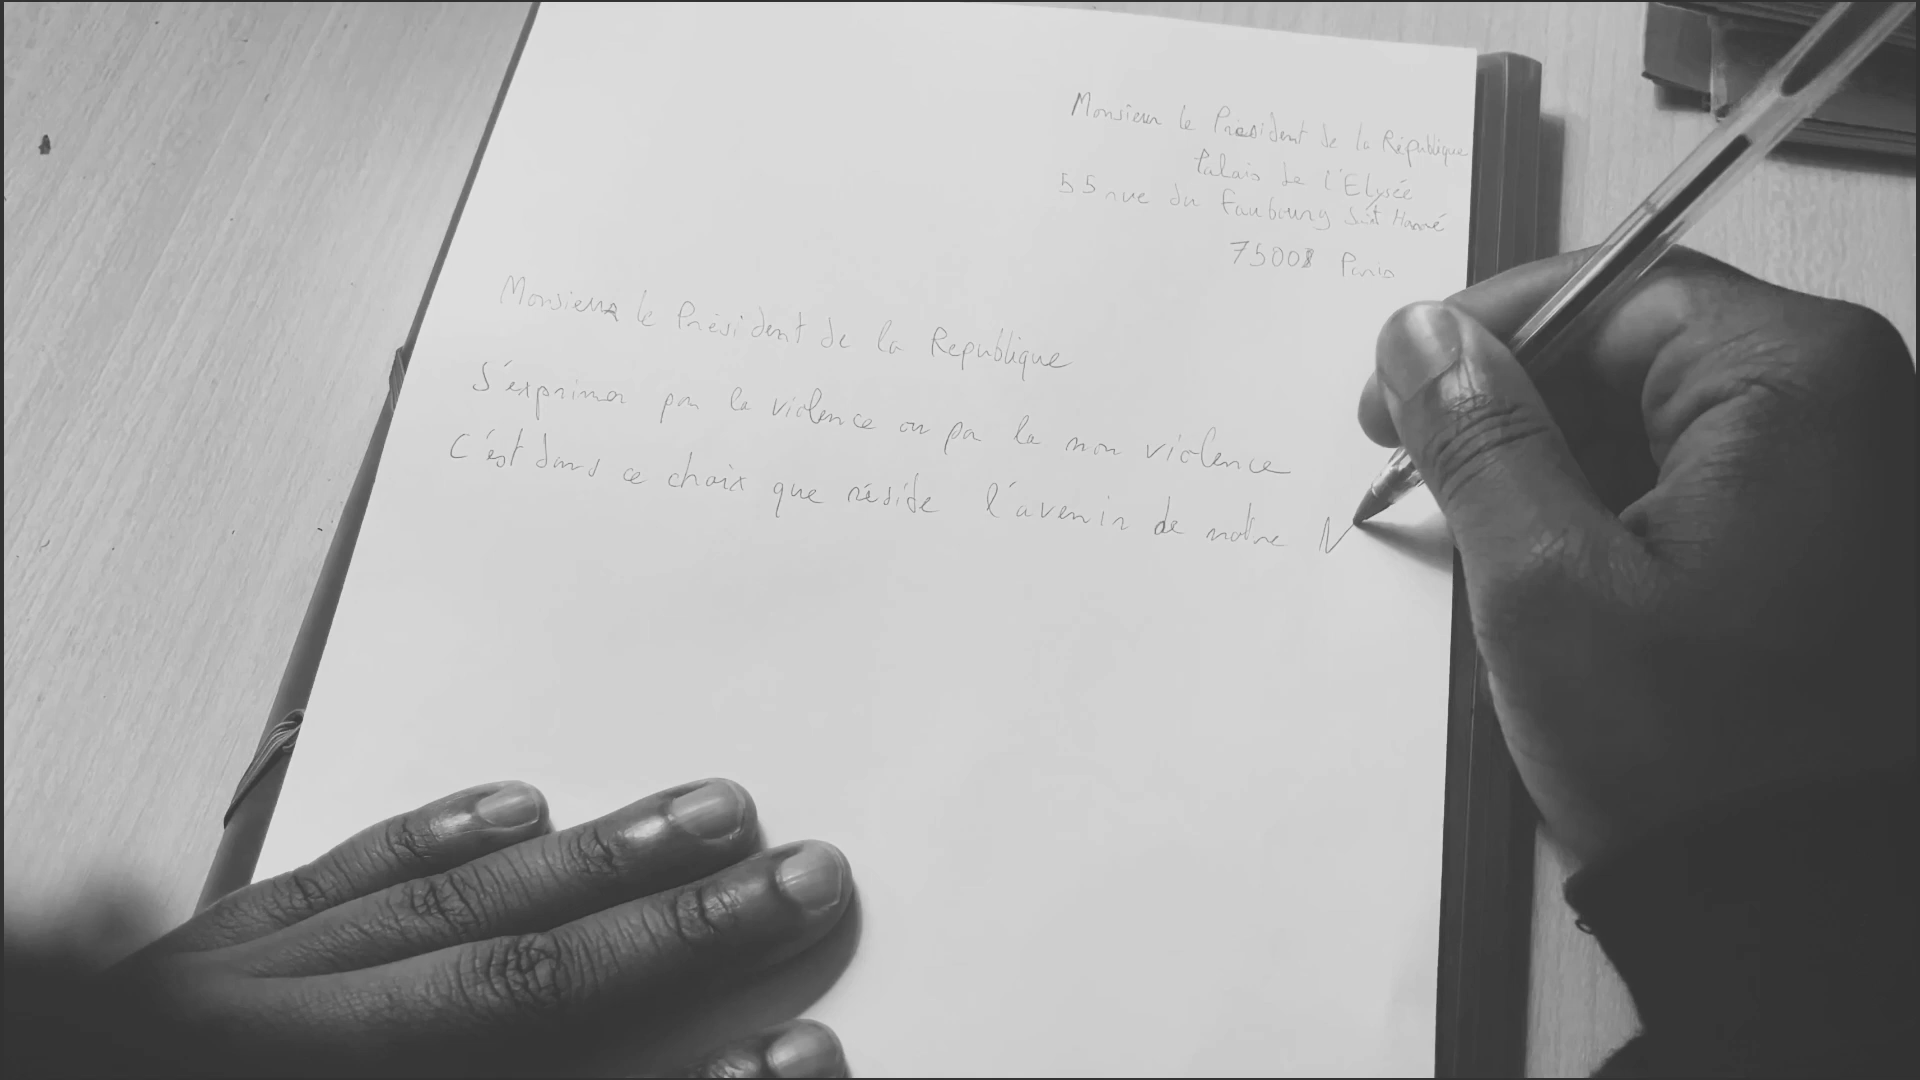 Monsieur le Président de la République
Palais de l'Elysée
55 rue du Faubourg Saint Honoré
75008 Paris
Monsieur le Président de la Republique
S'exprimer par la violence ou par la non violence
C'est dans ce choix que réside l'avenir de notre N